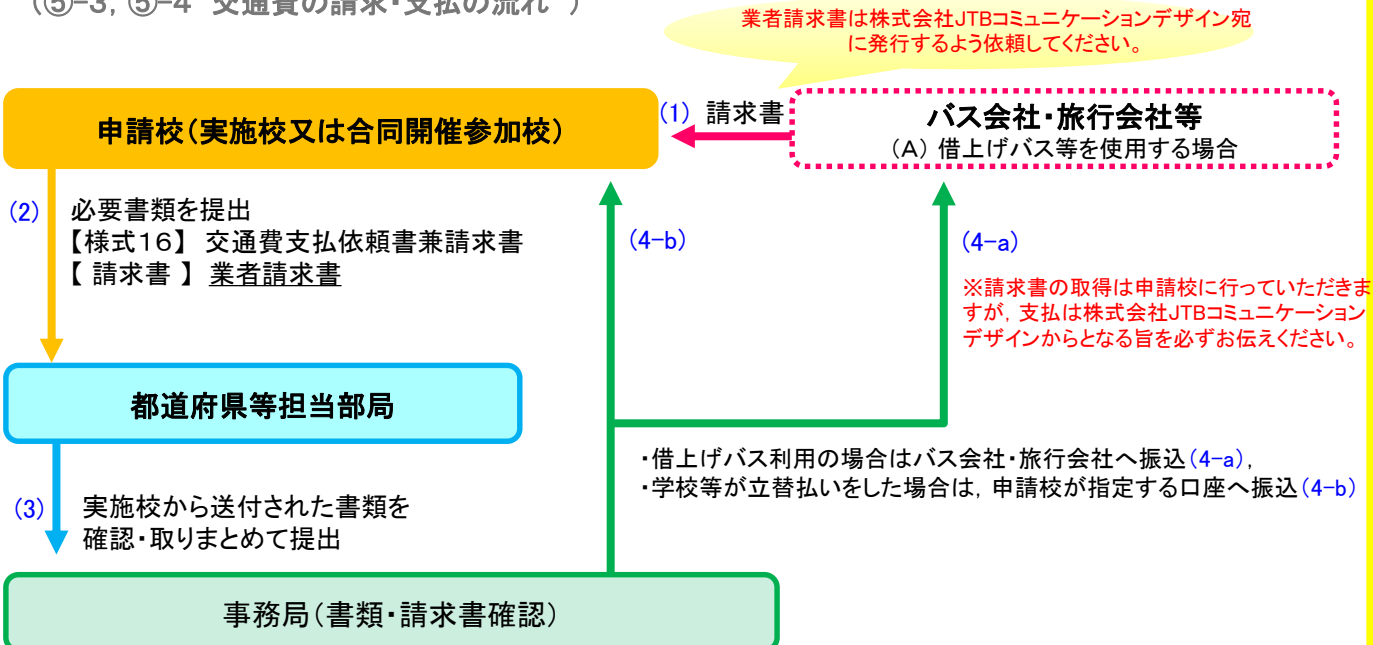 (⑤-3，⑤-4 交通費の請求・支払の流れ )
業者請求書は株式会社JTBコミュニケーションデザイン宛
に発行するよう依頼してください。
申請校(実施校又は合同開催参加校)
(1) 請求書
バス会社・旅行会社等
(A) 借上げバス等を使用する場合
(2) 必要書類を提出
【様式16】 交通費支払依頼書兼請求書
【 請求書 】 業者請求書
(4-b)
(4-a)
※請求書の取得は申請校に行っていただきま
すが，支払は株式会社JTBコミュニケーション
デザインからとなる旨を必ずお伝えください。
都道府県等担当部局
・借上げバス利用の場合はバス会社・旅行会社へ振込(4-a)，
・学校等が立替払いをした場合は，申請校が指定する口座へ振込(4-b)
(3) 実施校から送付された書類を
確認・取りまとめて提出
事務局(書類・請求書確認)